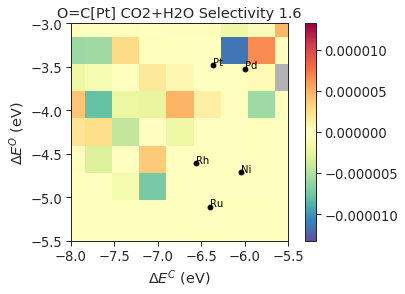 O=C[Pt] CO2+H2O Selectivity 1.6
−3.0
−3.5
−4.0
−4.5
−5.0
−5.5
ΔE^O (eV)
Pt
Pd
Rh
Ni
Ru
−8.0 −7.5 −7.0 −6.5 −6.0 −5.5
ΔE^C (eV)
0.000010
0.000005
0.000000
−0.000005
−0.000010